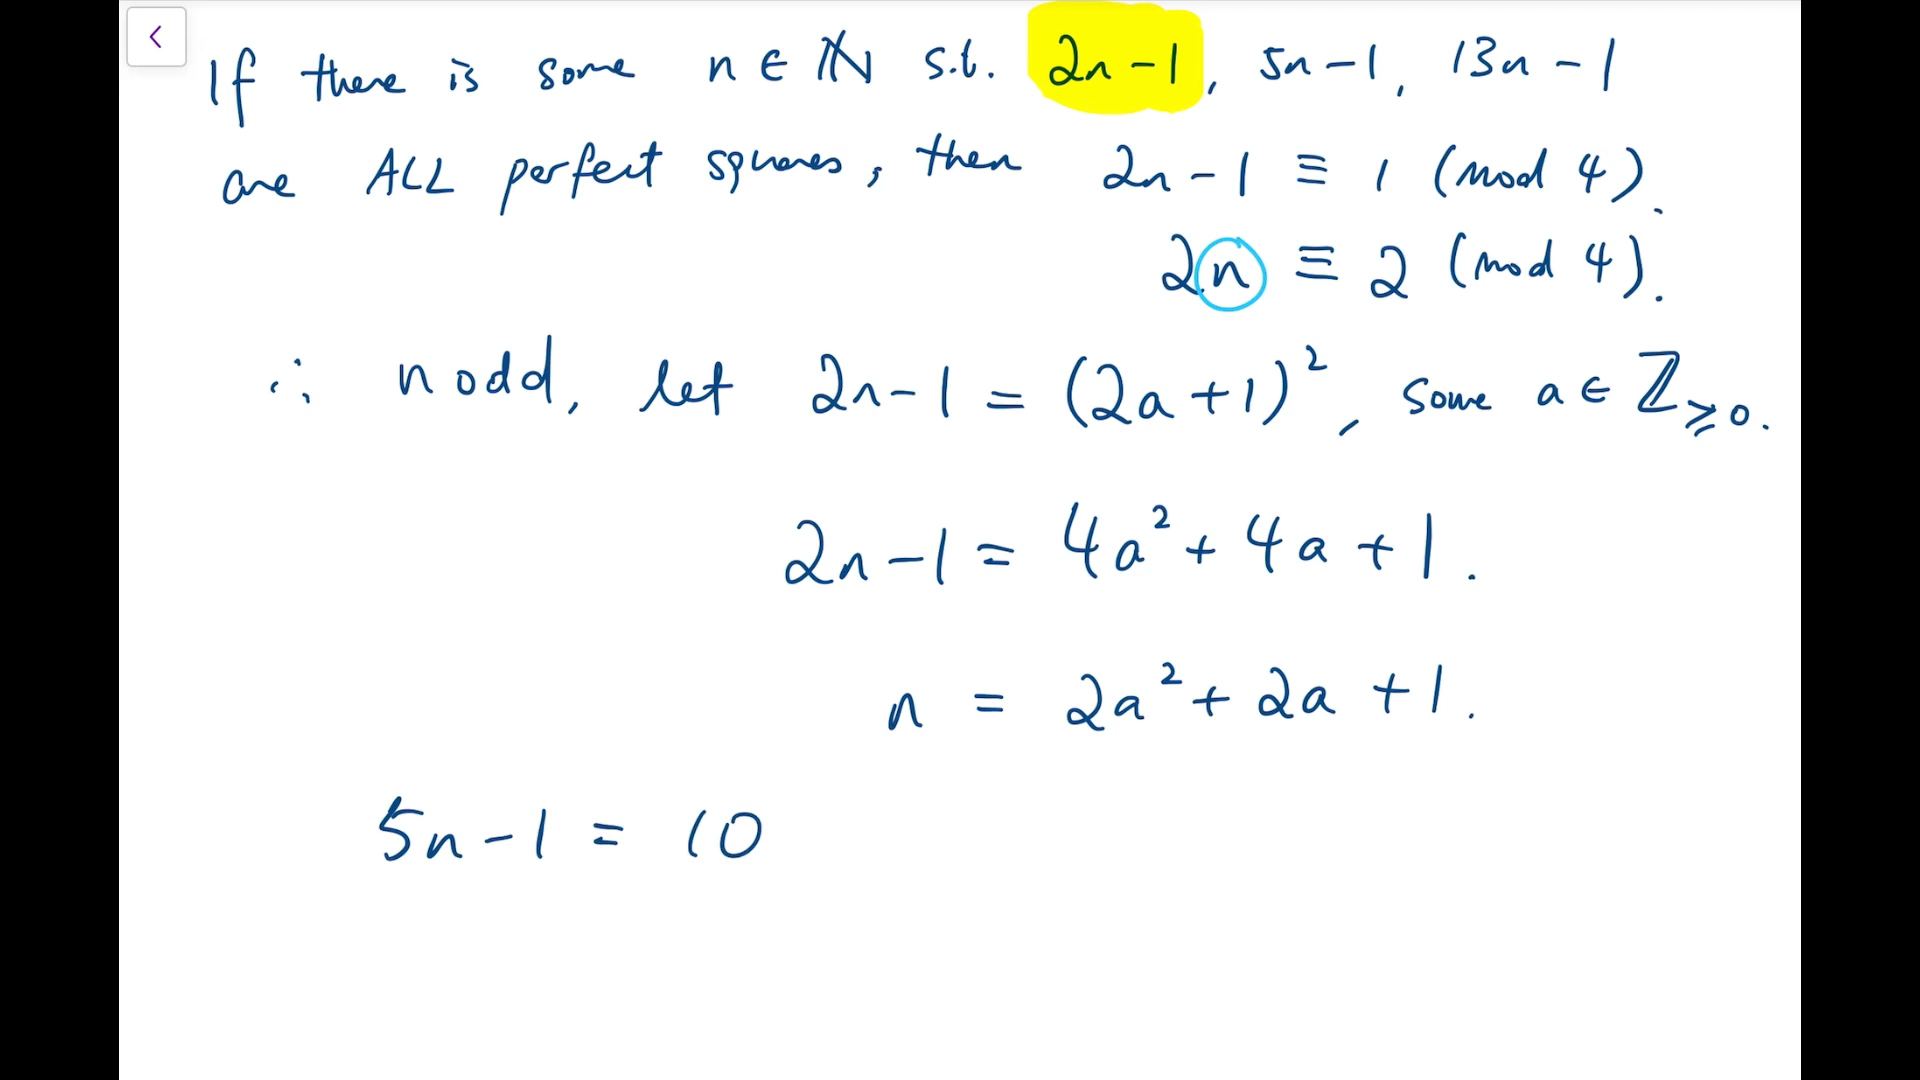 If there is some n ∈ ℕ s.t. 2n - 1, 5n - 1, 13n - 1
are ALL perfect squares, then 2n - 1 ≡ 1 (mod 4).
2n ≡ 2 (mod 4).
∴ n odd, let 2n - 1 = (2a + 1)², some a ∈ ℤ≥0.
2n - 1 = 4a² + 4a + 1.
n = 2a² + 2a + 1.
5n - 1 = 10